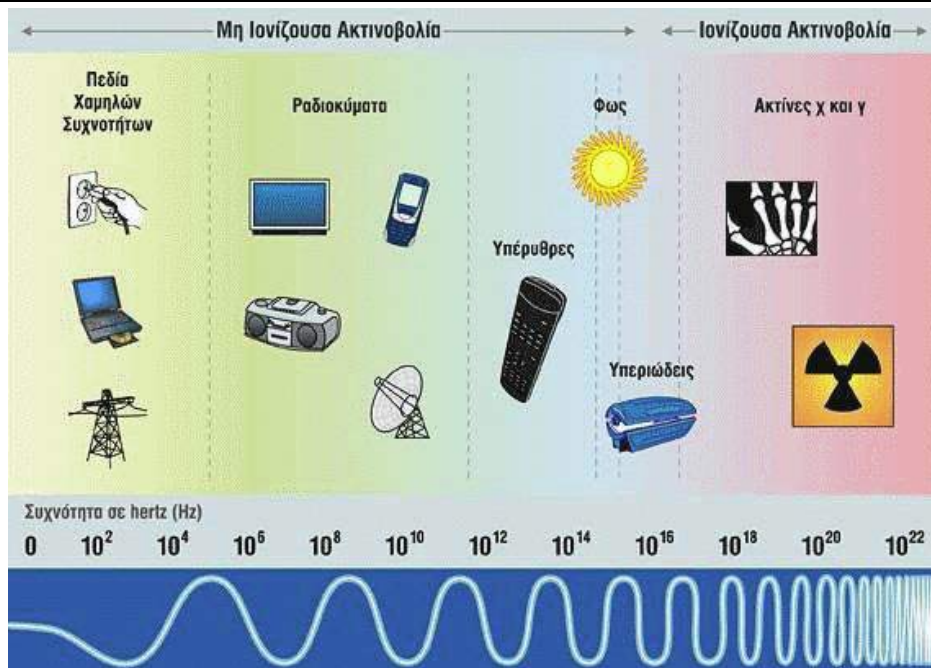 Μη Ιονίζουσα Ακτινοβολία
Ιονίζουσα Ακτινοβολία
Πεδία
Χαμηλών
Συχνοτήτων
Ραδιοκύματα
Φως
Ακτίνες χ και γ
Υπέρυθρες
Υπεριώδεις
Συχνότητα σε hertz (Hz)
0 10² 10⁴ 10⁶ 10⁸ 10¹⁰ 10¹² 10¹⁴ 10¹⁶ 10¹⁸ 10²⁰ 10²²